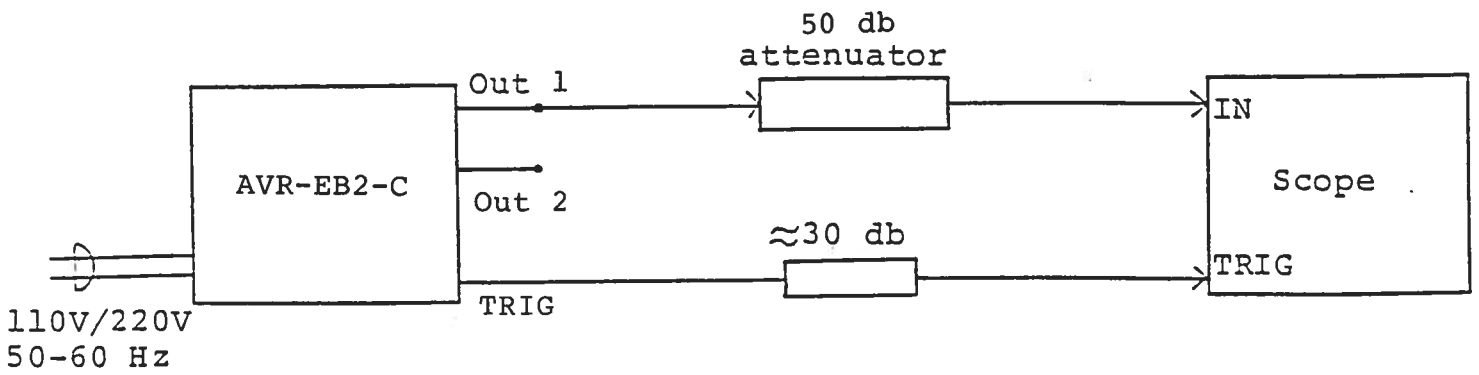 50 db
attenuator
Out 1
IN
AVR-EB2-C
Scope
Out 2
≈30 db
TRIG
TRIG
110V/220V
50-60 Hz